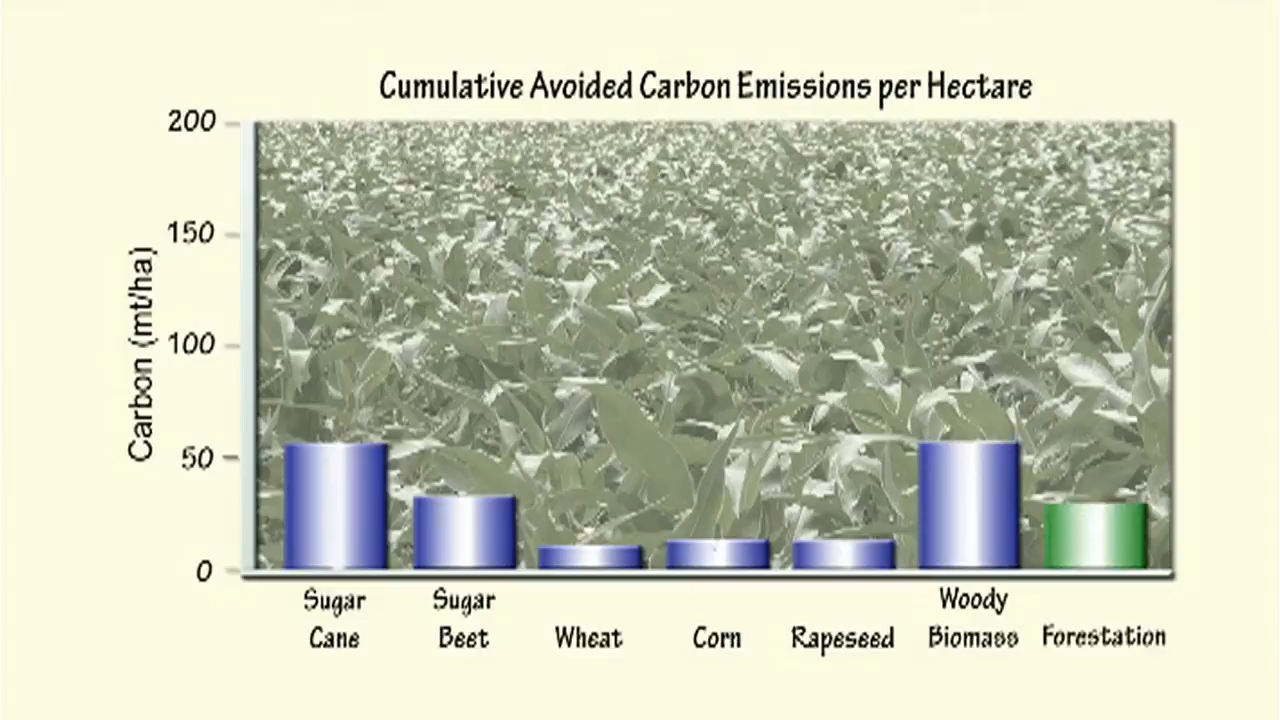 Cumulative Avoided Carbon Emissions per Hectare
200
150
100
50
0
Carbon (mt/ha)
Sugar Cane
Sugar Beet
Wheat
Corn
Rapeseed
Woody Biomass
Forestation